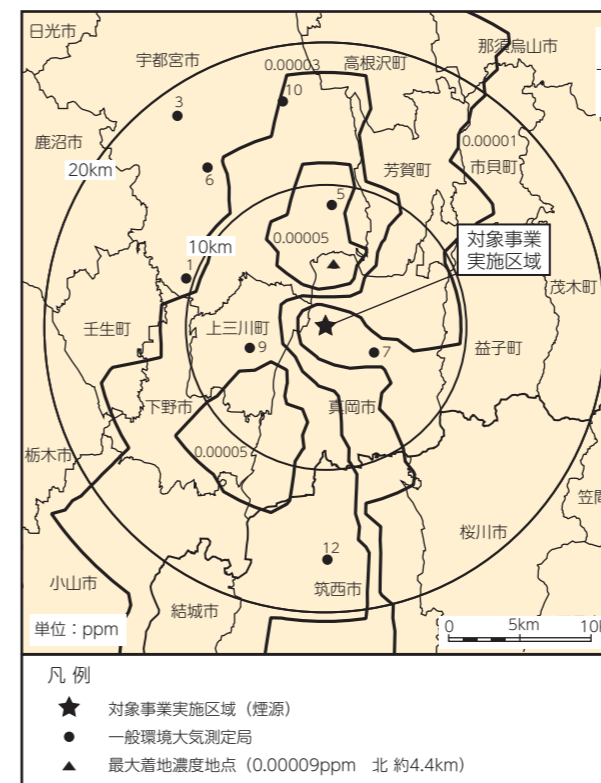 日光市
宇都宮市
那須烏山市
0.00003
高根沢町
10
3
0.00001
鹿沼市
芳賀町
市貝町
6
20km
5
対象事業
実施区域
10km
0.00005
1
茂木町
壬生町
上三川町
9
7
益子町
下野市
真岡市
0.00005
栃木市
笠間
桜川市
12
小山市
筑西市
結城市
単位：ppm
0 5km 10k
凡 例
★ 対象事業実施区域（煙源）
● 一般環境大気測定局
▲ 最大着地濃度地点（0.00009ppm 北 約4.4km）